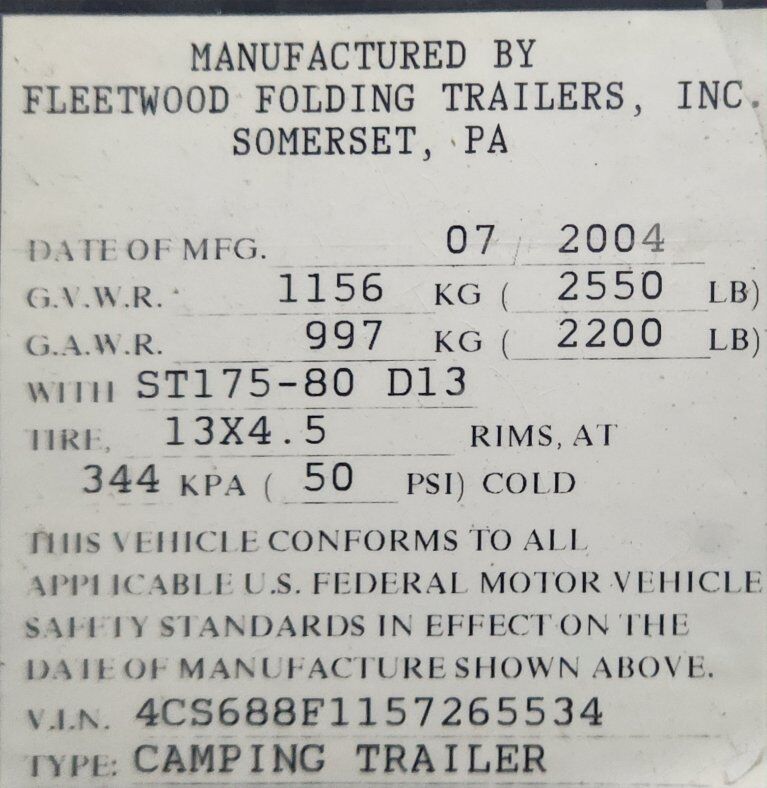 MANUFACTURED BY
FLEETWOOD FOLDING TRAILERS, INC.
SOMERSET, PA
DATE OF MFG. 07 / 2004
G.V.W.R. 1156 KG ( 2550 LB)
G.A.W.R. 997 KG ( 2200 LB)
WITH ST175-80 D13
TIRE, 13X4.5 RIMS, AT
344 KPA ( 50 PSI) COLD
THIS VEHICLE CONFORMS TO ALL
APPLICABLE U.S. FEDERAL MOTOR VEHICLE
SAFETY STANDARDS IN EFFECT ON THE
DATE OF MANUFACTURE SHOWN ABOVE.
V.I.N. 4CS688F1157265534
TYPE: CAMPING TRAILER